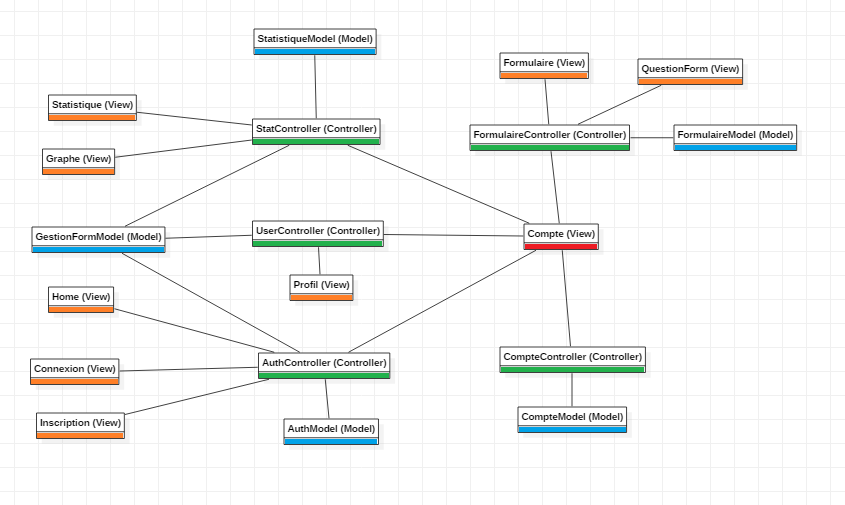 StatistiqueModel (Model)
Formulaire (View)
QuestionForm (View)
Statistique (View)
StatController (Controller)
FormulaireController (Controller)
FormulaireModel (Model)
Graphe (View)
GestionFormModel (Model)
UserController (Controller)
Compte (View)
Profil (View)
Home (View)
AuthController (Controller)
CompteController (Controller)
Connexion (View)
Inscription (View)
AuthModel (Model)
CompteModel (Model)